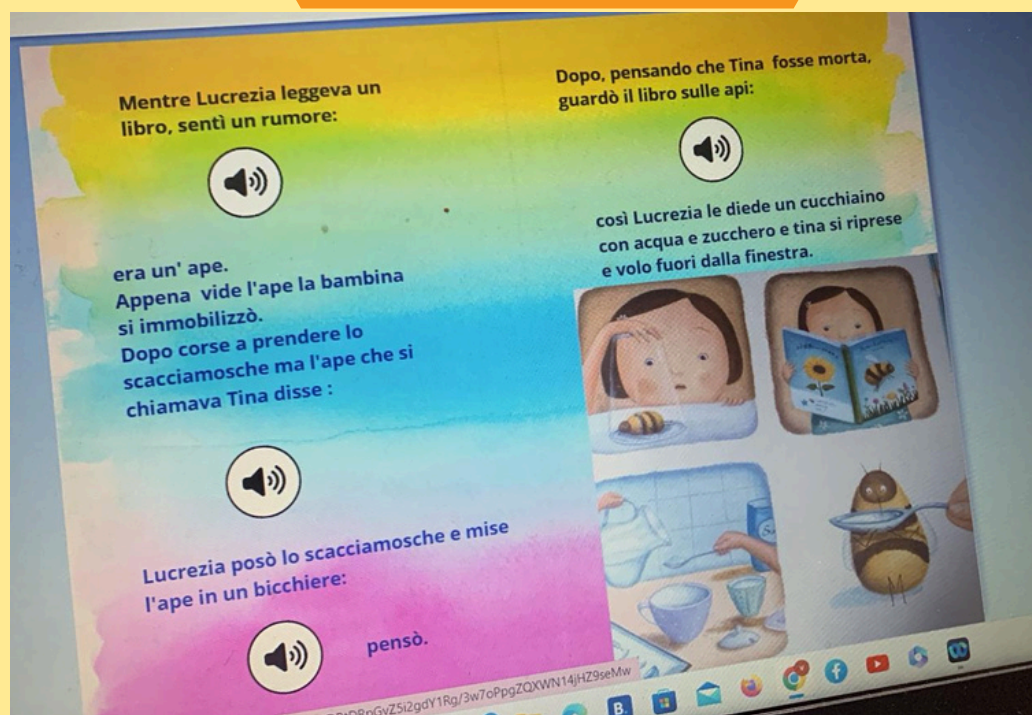 Mentre Lucrezia leggeva un
libro, sentì un rumore:
era un' ape.
Appena vide l'ape la bambina
si immobilizzò.
Dopo corse a prendere lo
scacciamosche ma l'ape che si
chiamava Tina disse :
Lucrezia posò lo scacciamosche e mise
l'ape in un bicchiere:
pensò.
Dopo, pensando che Tina fosse morta,
guardò il libro sulle api:
così Lucrezia le diede un cucchiaino
con acqua e zucchero e tina si riprese
e volo fuori dalla finestra.